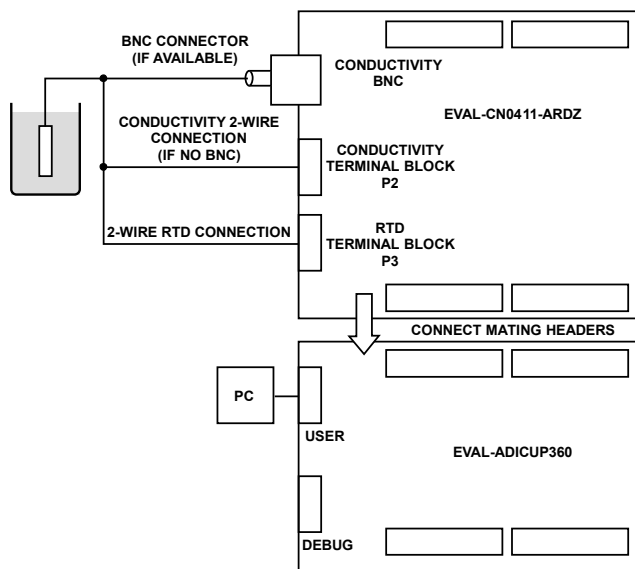 BNC CONNECTOR
(IF AVAILABLE)
CONDUCTIVITY
BNC
EVAL-CN0411-ARDZ
CONDUCTIVITY 2-WIRE
CONNECTION
(IF NO BNC)
CONDUCTIVITY
TERMINAL BLOCK
P2
2-WIRE RTD CONNECTION
RTD
TERMINAL BLOCK
P3
CONNECT MATING HEADERS
PC
USER
EVAL-ADICUP360
DEBUG